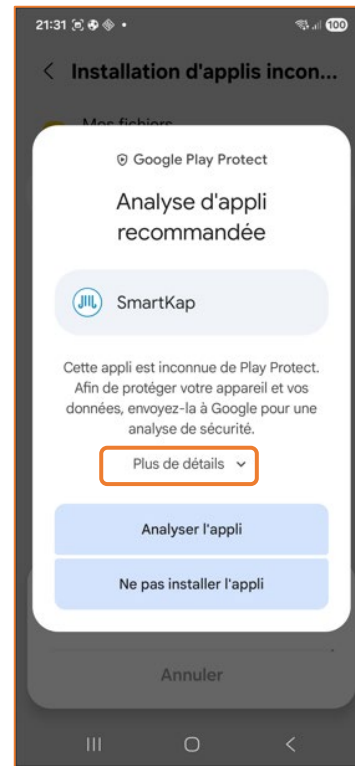 21:31
100
Installation d'applis incon...
Mes fichiers
Google Play Protect
Analyse d'appli
recommandée
SmartKap
Cette appli est inconnue de Play Protect.
Afin de protéger votre appareil et vos
données, envoyez-la à Google pour une
analyse de sécurité.
Plus de détails
Analyser l'appli
Ne pas installer l'appli
Annuler